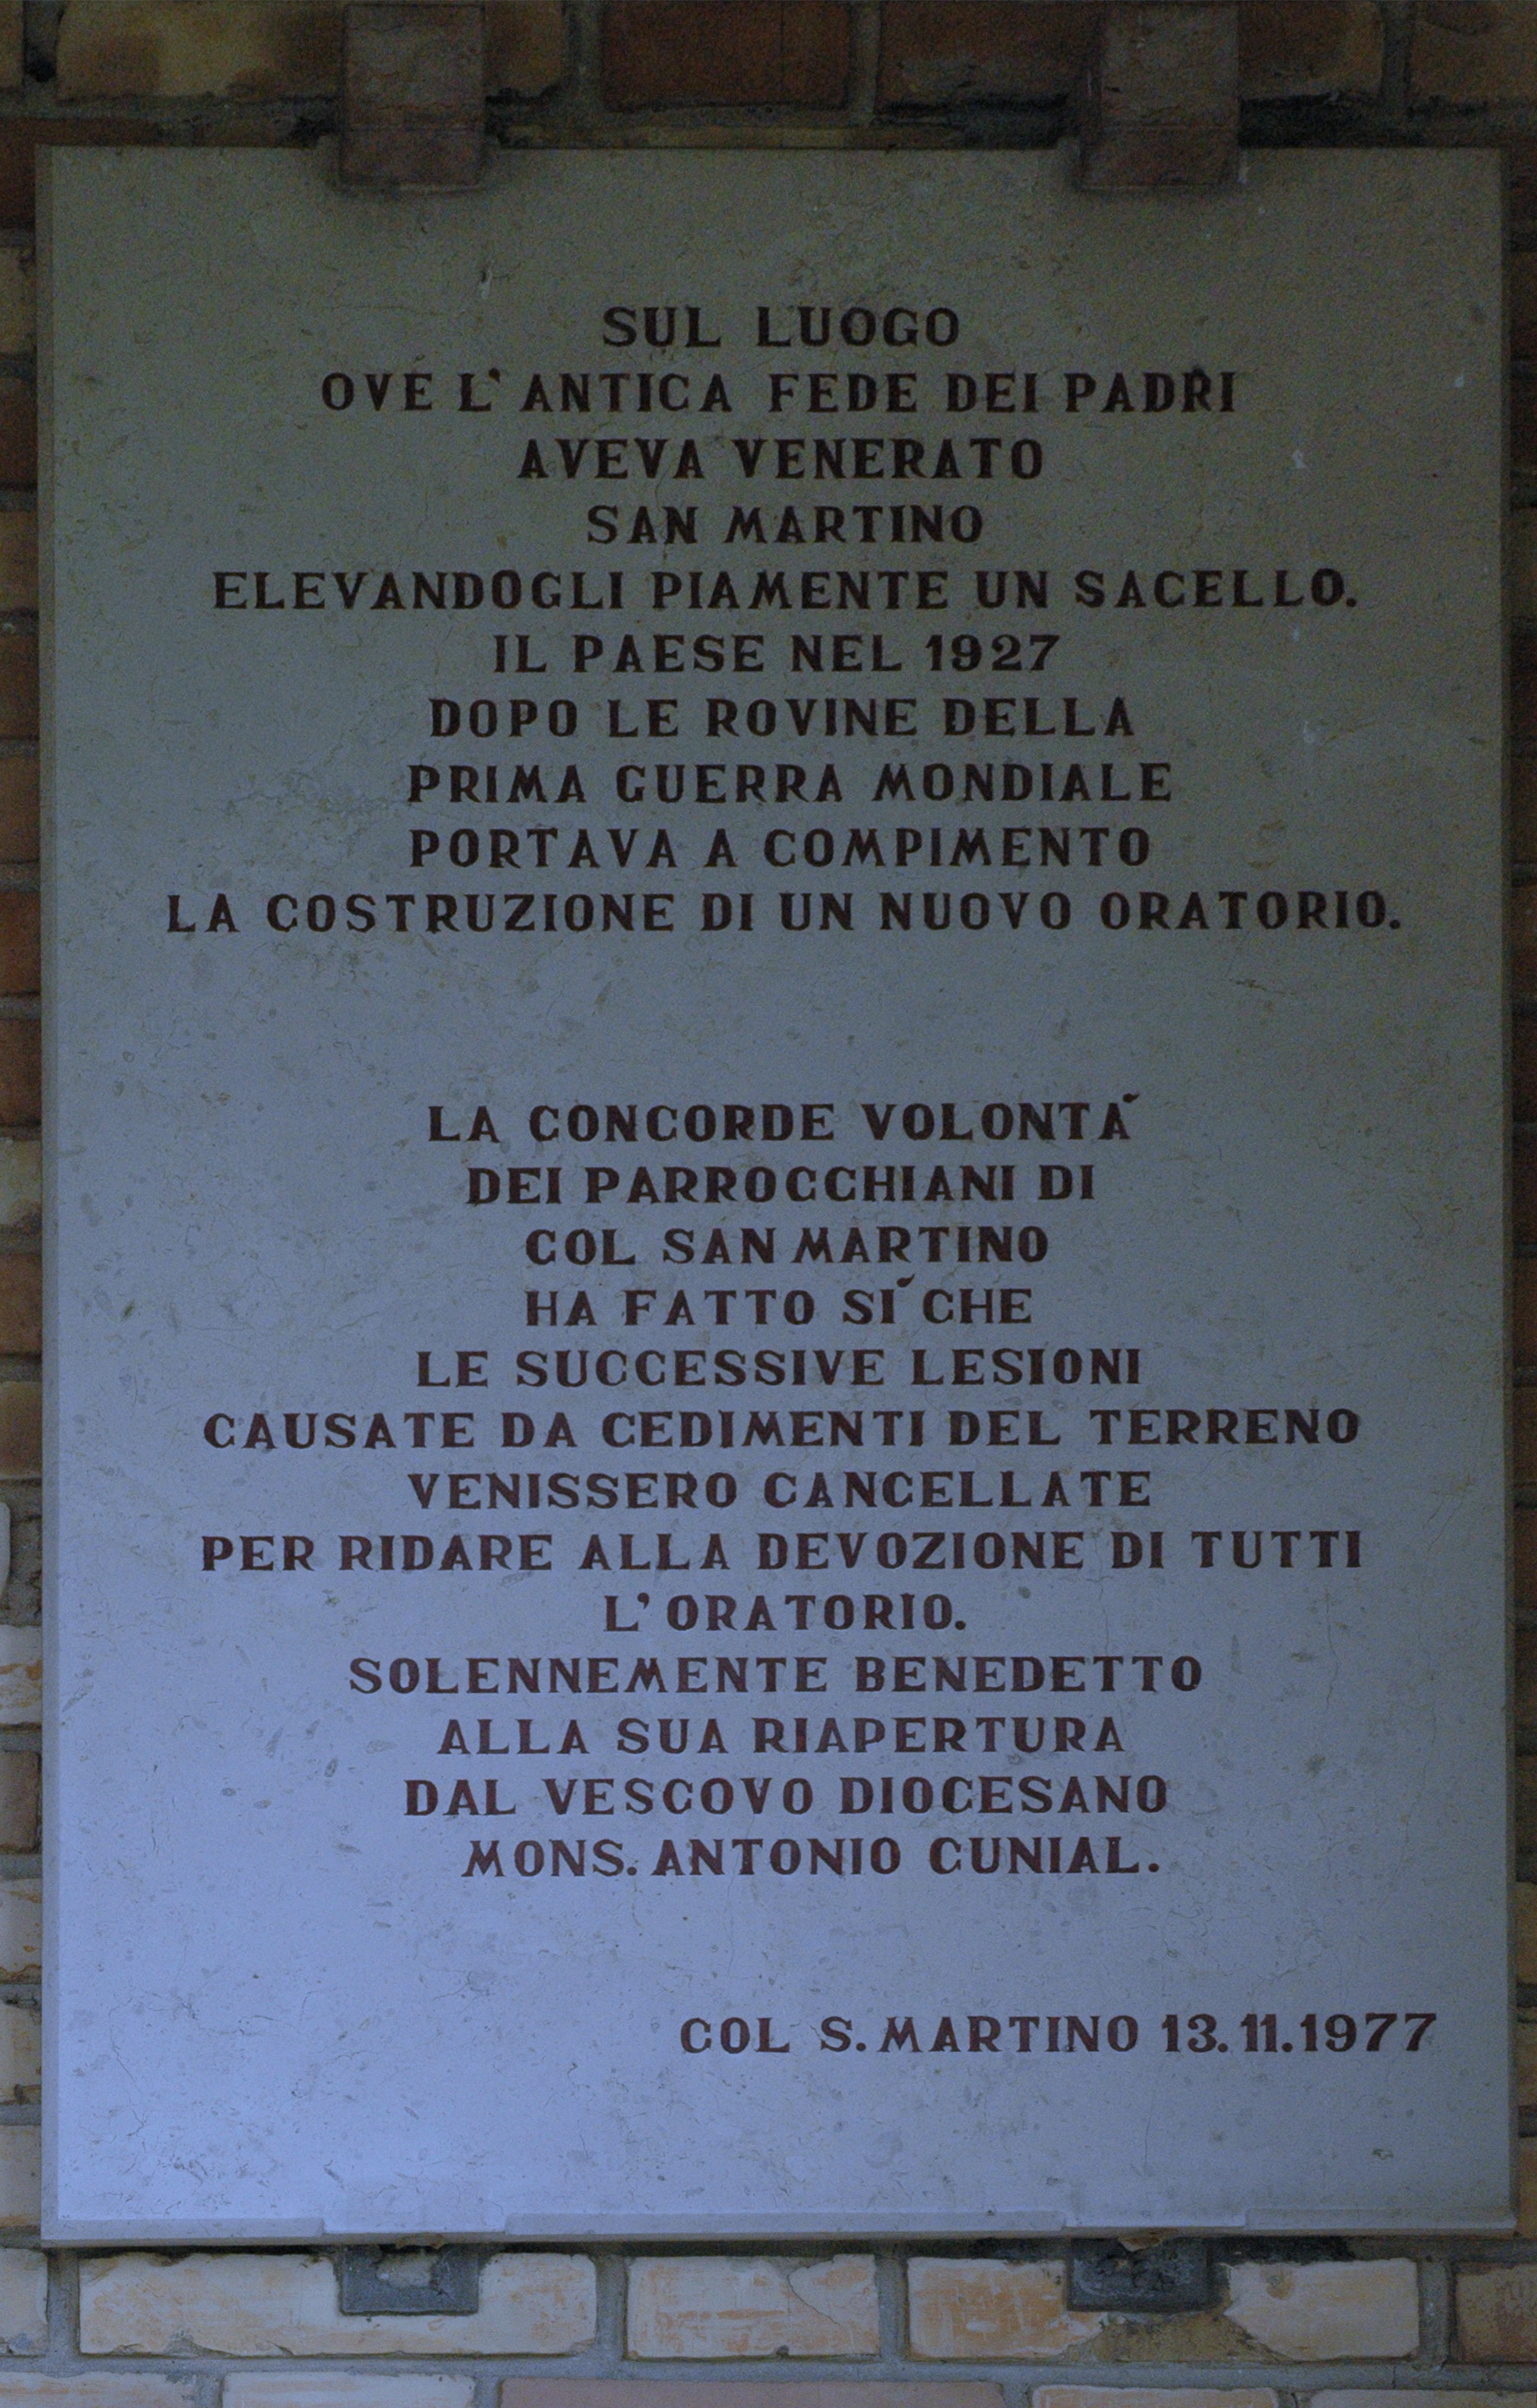 SUL LUOGO
OVE L'ANTICA FEDE DEI PADRI
AVEVA VENERATO
SAN MARTINO
ELEVANDOGLI PIAMENTE UN SACELLO.
IL PAESE NEL 1927
DOPO LE ROVINE DELLA
PRIMA GUERRA MONDIALE
PORTAVA A COMPIMENTO
LA COSTRUZIONE DI UN NUOVO ORATORIO.
LA CONCORDE VOLONTÁ
DEI PARROCCHIANI DI
COL SAN MARTINO
HA FATTO SÍ CHE
LE SUCCESSIVE LESIONI
CAUSATE DA CEDIMENTI DEL TERRENO
VENISSERO CANCELLATE
PER RIDARE ALLA DEVOZIONE DI TUTTI
L'ORATORIO.
SOLENNEMENTE BENEDETTO
ALLA SUA RIAPERTURA
DAL VESCOVO DIOCESANO
MONS. ANTONIO CUNIAL.
COL S. MARTINO 13.11.1977